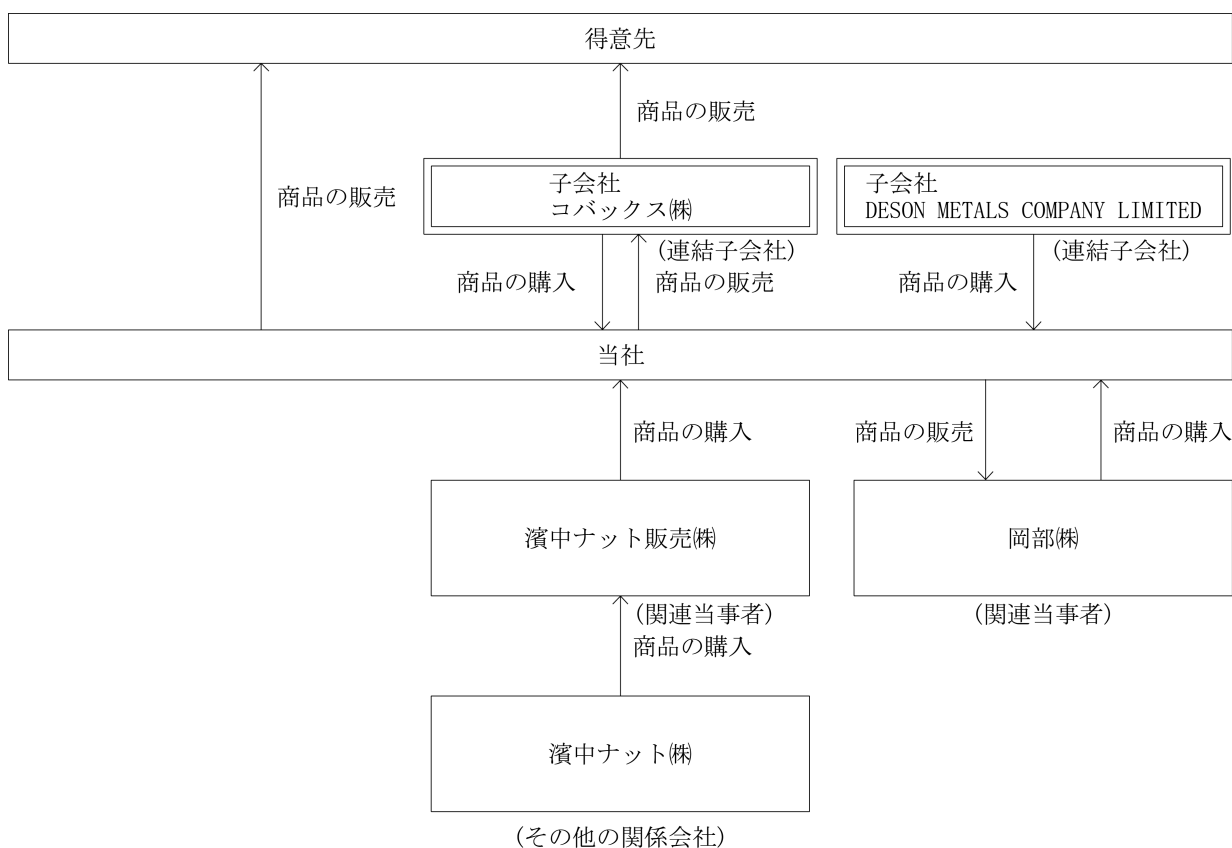 得意先
商品の販売
商品の販売
子会社
コバックス㈱
子会社
DESON METALS COMPANY LIMITED
(連結子会社)
(連結子会社)
商品の購入
商品の販売
商品の購入
当社
商品の購入
商品の販売
商品の購入
濱中ナット販売㈱
岡部㈱
(関連当事者)
(関連当事者)
商品の購入
濱中ナット㈱
(その他の関係会社)